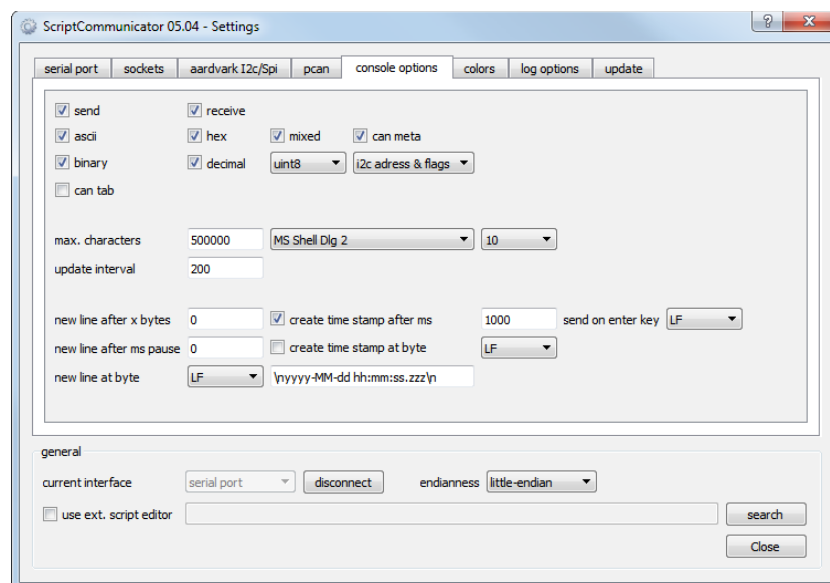 ScriptCommunicator 05.04 - Settings
serial port sockets aardvark I2c/Spi pcan console options colors log options update
send receive
ascii hex mixed can meta
binary decimal uint8 i2c adress & flags
can tab
max. characters 500000 MS Shell Dlg 2 10
update interval 200
new line after x bytes 0 create time stamp after ms 1000 send on enter key LF
new line after ms pause 0 create time stamp at byte LF
new line at byte LF \nyyyy-MM-dd hh:mm:ss.zzz\n
general
current interface serial port disconnect endianness little-endian
use ext. script editor search
Close